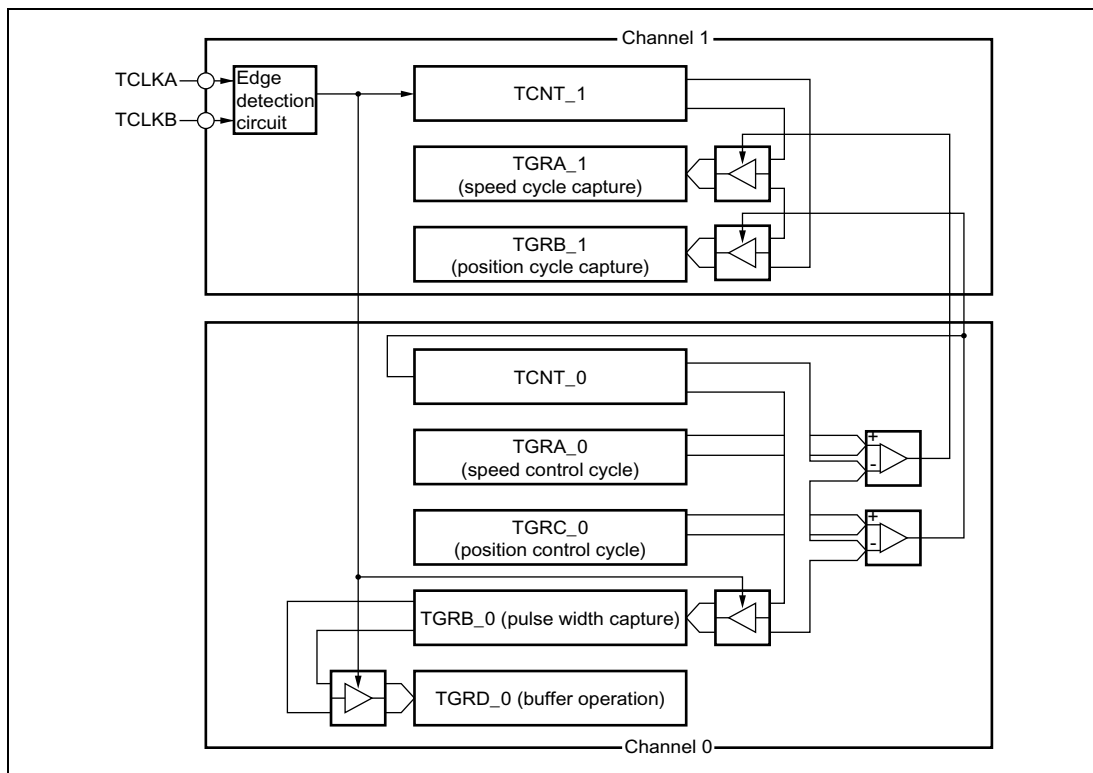 Channel 1
TCLKA
TCLKB
Edge
detection
circuit
TCNT_1
TGRA_1
(speed cycle capture)
TGRB_1
(position cycle capture)
TCNT_0
TGRA_0
(speed control cycle)
+
-
TGRC_0
(position control cycle)
+
-
TGRB_0 (pulse width capture)
TGRD_0 (buffer operation)
Channel 0